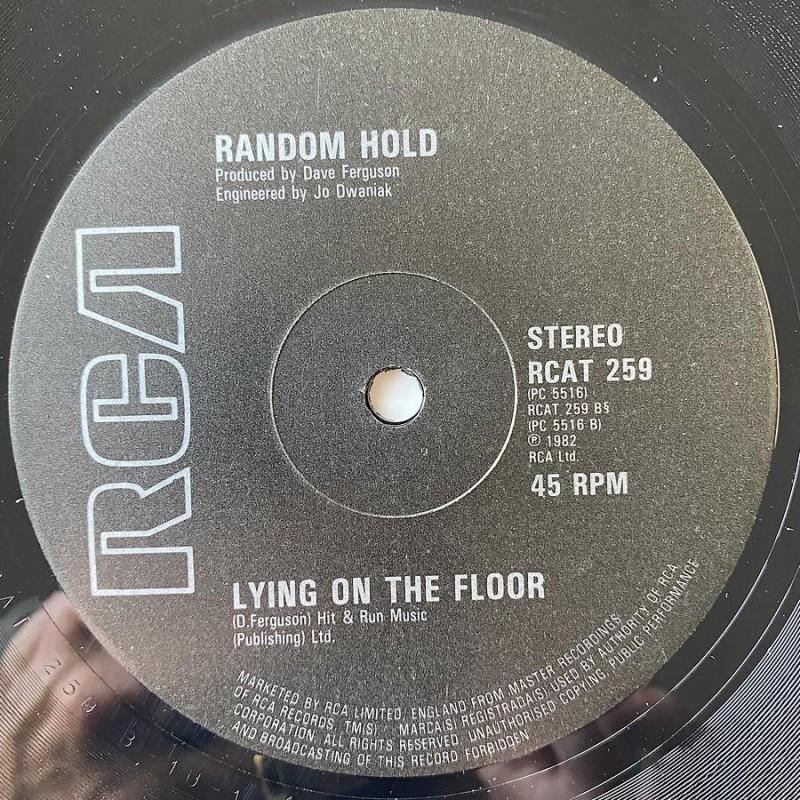 RANDOM HOLD
Produced by Dave Ferguson
Engineered by Jo Dwaniak
RCA
STEREO
RCAT 259
(PC 5516)
RCAT 259 B§
(PC 5516 B)
℗ 1982
RCA Ltd.
45 RPM
LYING ON THE FLOOR
(D.Ferguson) Hit & Run Music
(Publishing) Ltd.
MARKETED BY RCA LIMITED, ENGLAND FROM MASTER RECORDINGS
OF RCA RECORDS. TM(S) . MARCA(S) REGISTRADA(S) USED BY AUTHORITY OF RCA
CORPORATION. ALL RIGHTS RESERVED. UNAUTHORISED COPYING, PUBLIC PERFORMANCE
AND BROADCASTING OF THIS RECORD FORBIDDEN